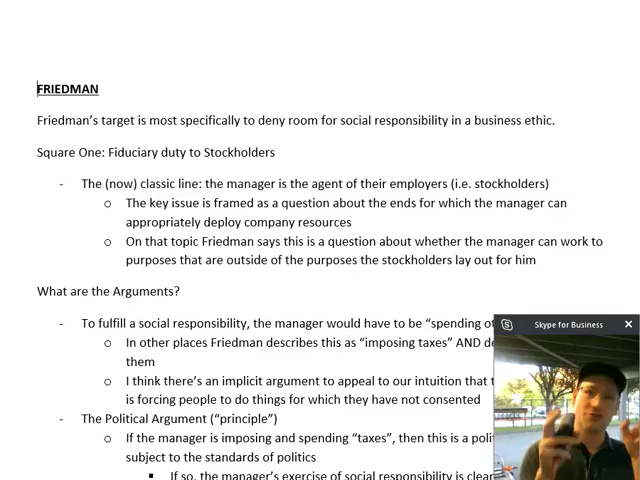 FRIEDMAN
Friedman's target is most specifically to deny room for social responsibility in a business ethic.
Square One: Fiduciary duty to Stockholders
- The (now) classic line: the manager is the agent of their employers (i.e. stockholders)
o The key issue is framed as a question about the ends for which the manager can
appropriately deploy company resources
o On that topic Friedman says this is a question about whether the manager can work to
purposes that are outside of the purposes the stockholders lay out for him
What are the Arguments?
- To fulfill a social responsibility, the manager would have to be "spending
o In other places Friedman describes this as "imposing taxes" AND
them
o I think there's an implicit argument to appeal to our intuition that
is forcing people to do things for which they have not consented
- The Political Argument ("principle")
o If the manager is imposing and spending "taxes", then this is a
subject to the standards of politics
▪ If so, the manager's exercise of social responsibility is
Skype for Business